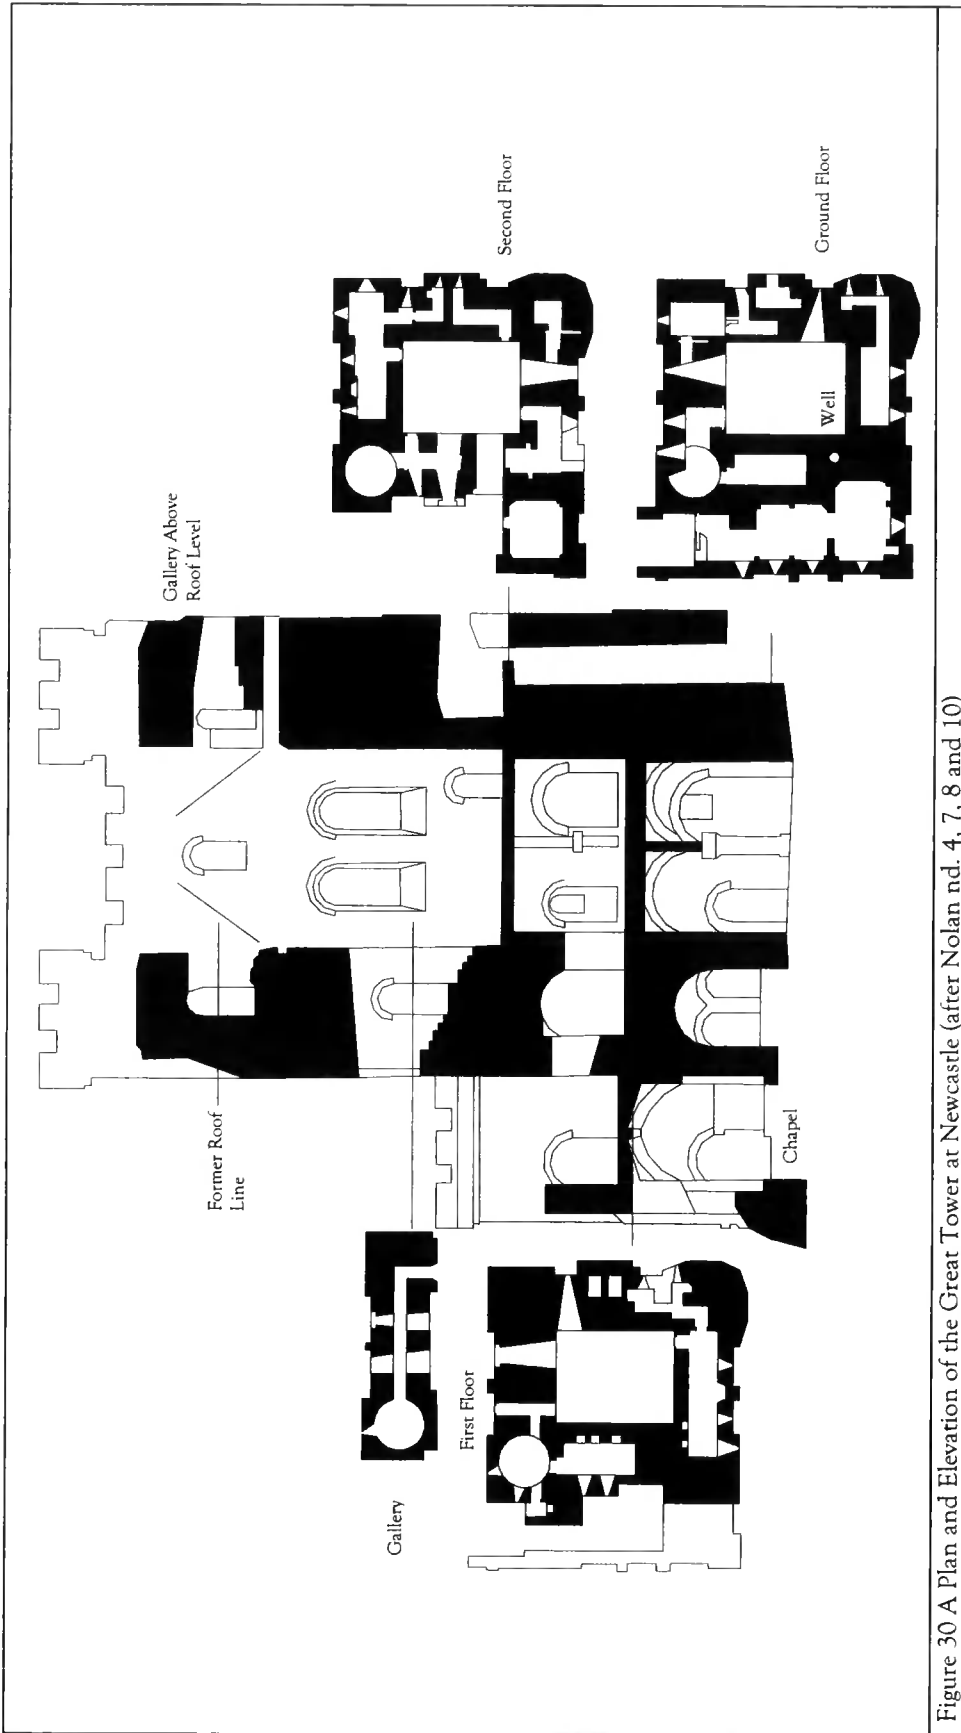 Gallery Above
Roof Level
Second Floor
Ground Floor
Well
Former Roof
Line
Chapel
Gallery
First Floor
Figure 30 A Plan and Elevation of the Great Tower at Newcastle (after Nolan nd. 4, 7, 8 and 10)